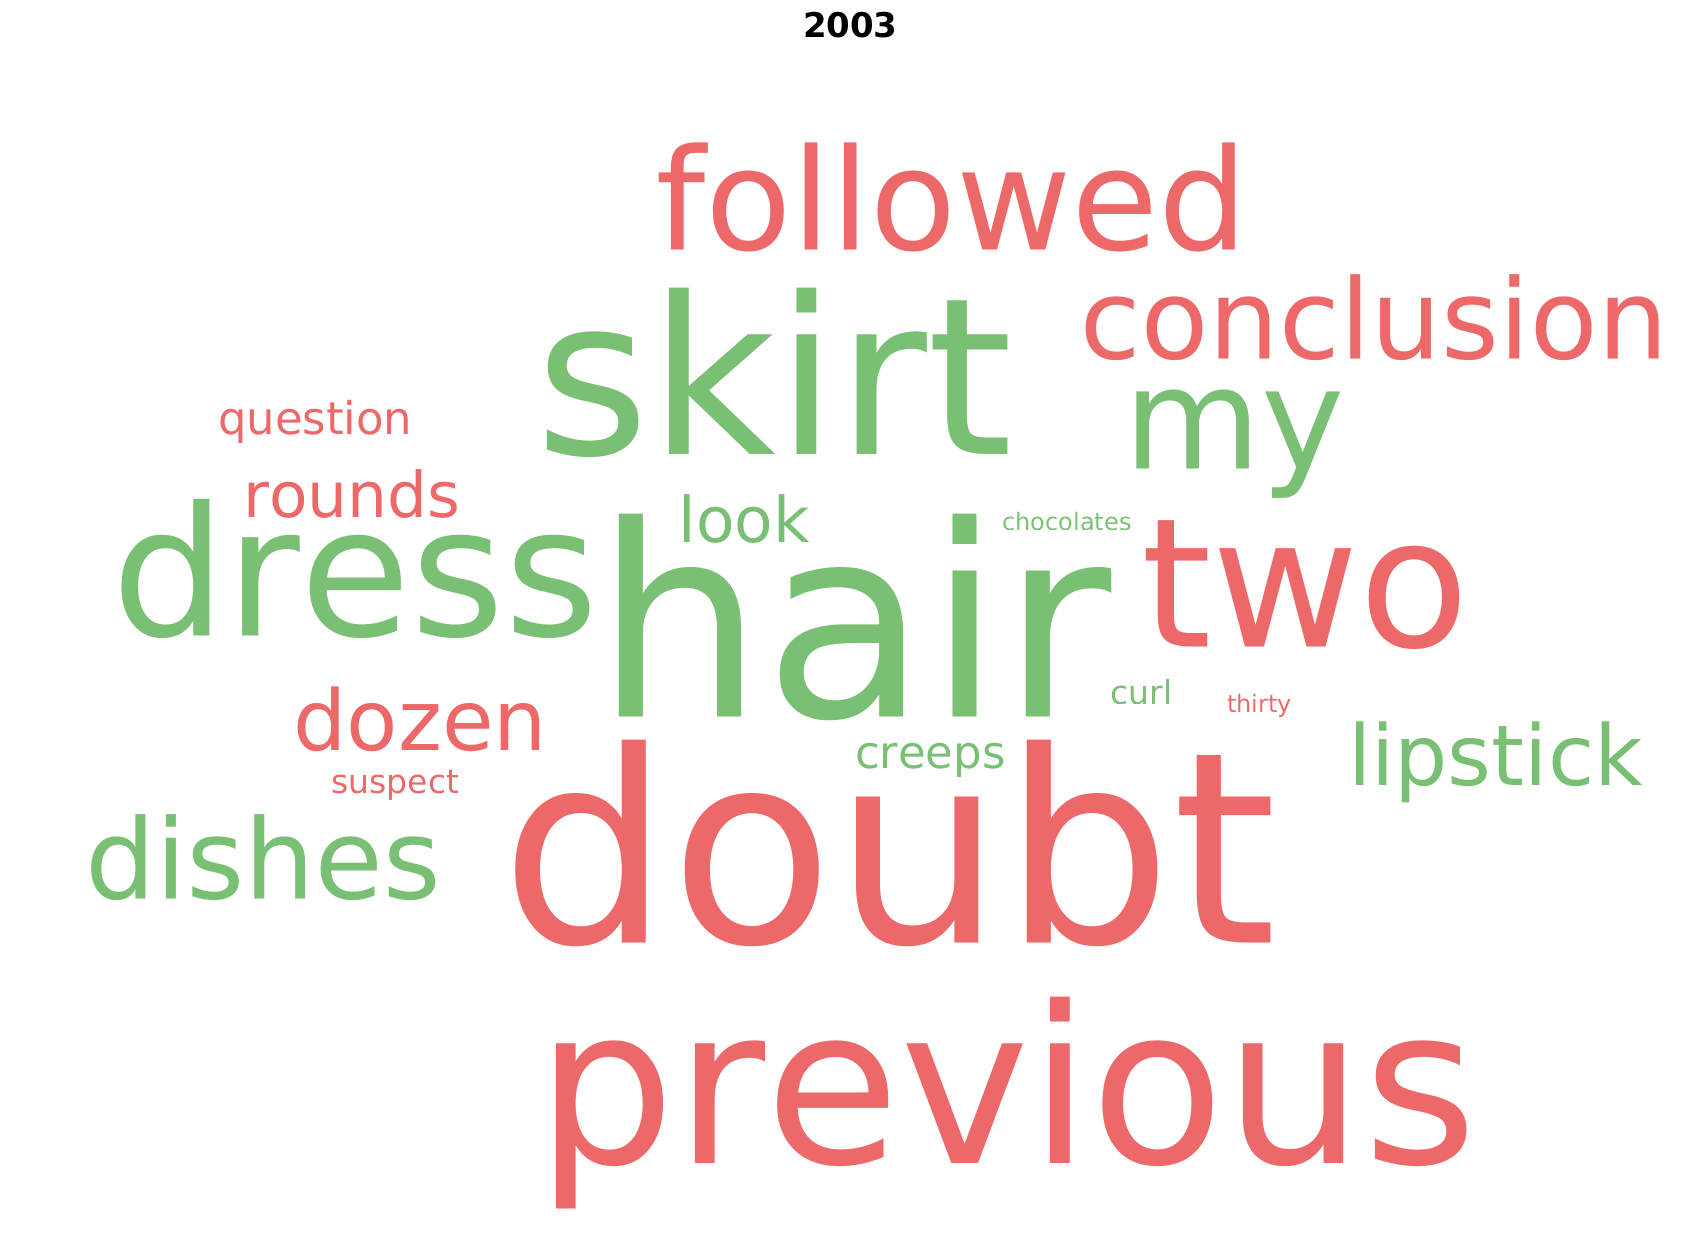 2003
followed
skirt
conclusion
my
question
rounds
look
chocolates
dress
hair
two
dozen
curl
thirty
creeps
lipstick
suspect
dishes
doubt
previous